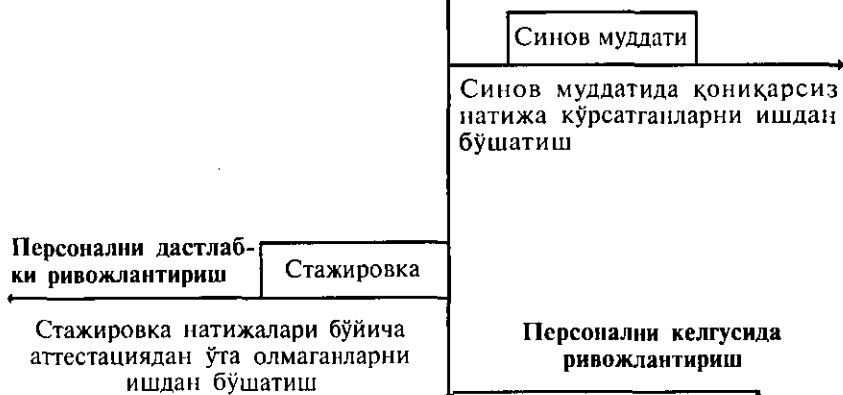 Синов муддати
Синов муддатида қониқарсиз
натижа кўрсатганларни ишдан
бўшатиш
Персонални дастлаб-
ки ривожлантириш
Стажировка
Стажировка натижалари бўйича
аттестациядан ўта олмаганларни
ишдан бўшатиш
Персонални келгусида
ривожлантириш